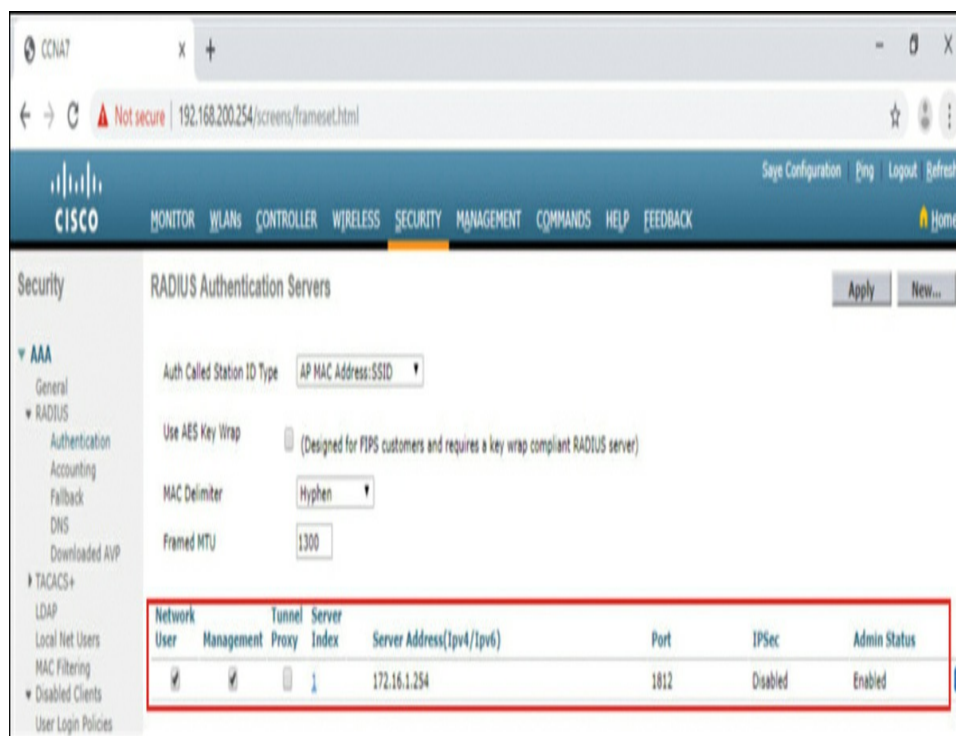 CCNA7
Not secure | 192.168.200.254/screens/frameset.html
Save Configuration | Ping | Logout | Refresh
CISCO
MONITOR WLANs CONTROLLER WIRELESS SECURITY MANAGEMENT COMMANDS HELP FEEDBACK
Home
Security
RADIUS Authentication Servers
Apply
New...
AAA
General
RADIUS
Authentication
Accounting
Fallback
DNS
Downloaded AVP
TACACS+
LDAP
Local Net Users
MAC Filtering
Disabled Clients
User Login Policies
Auth Called Station ID Type AP MAC Address:SSID
Use AES Key Wrap (Designed for FIPS customers and requires a key wrap compliant RADIUS server)
MAC Delimiter Hyphen
Framed MTU 1300
Network User Management Tunnel Proxy Server Index Server Address(Ipv4/Ipv6) Port IPSec Admin Status
1 172.16.1.254 1812 Disabled Enabled